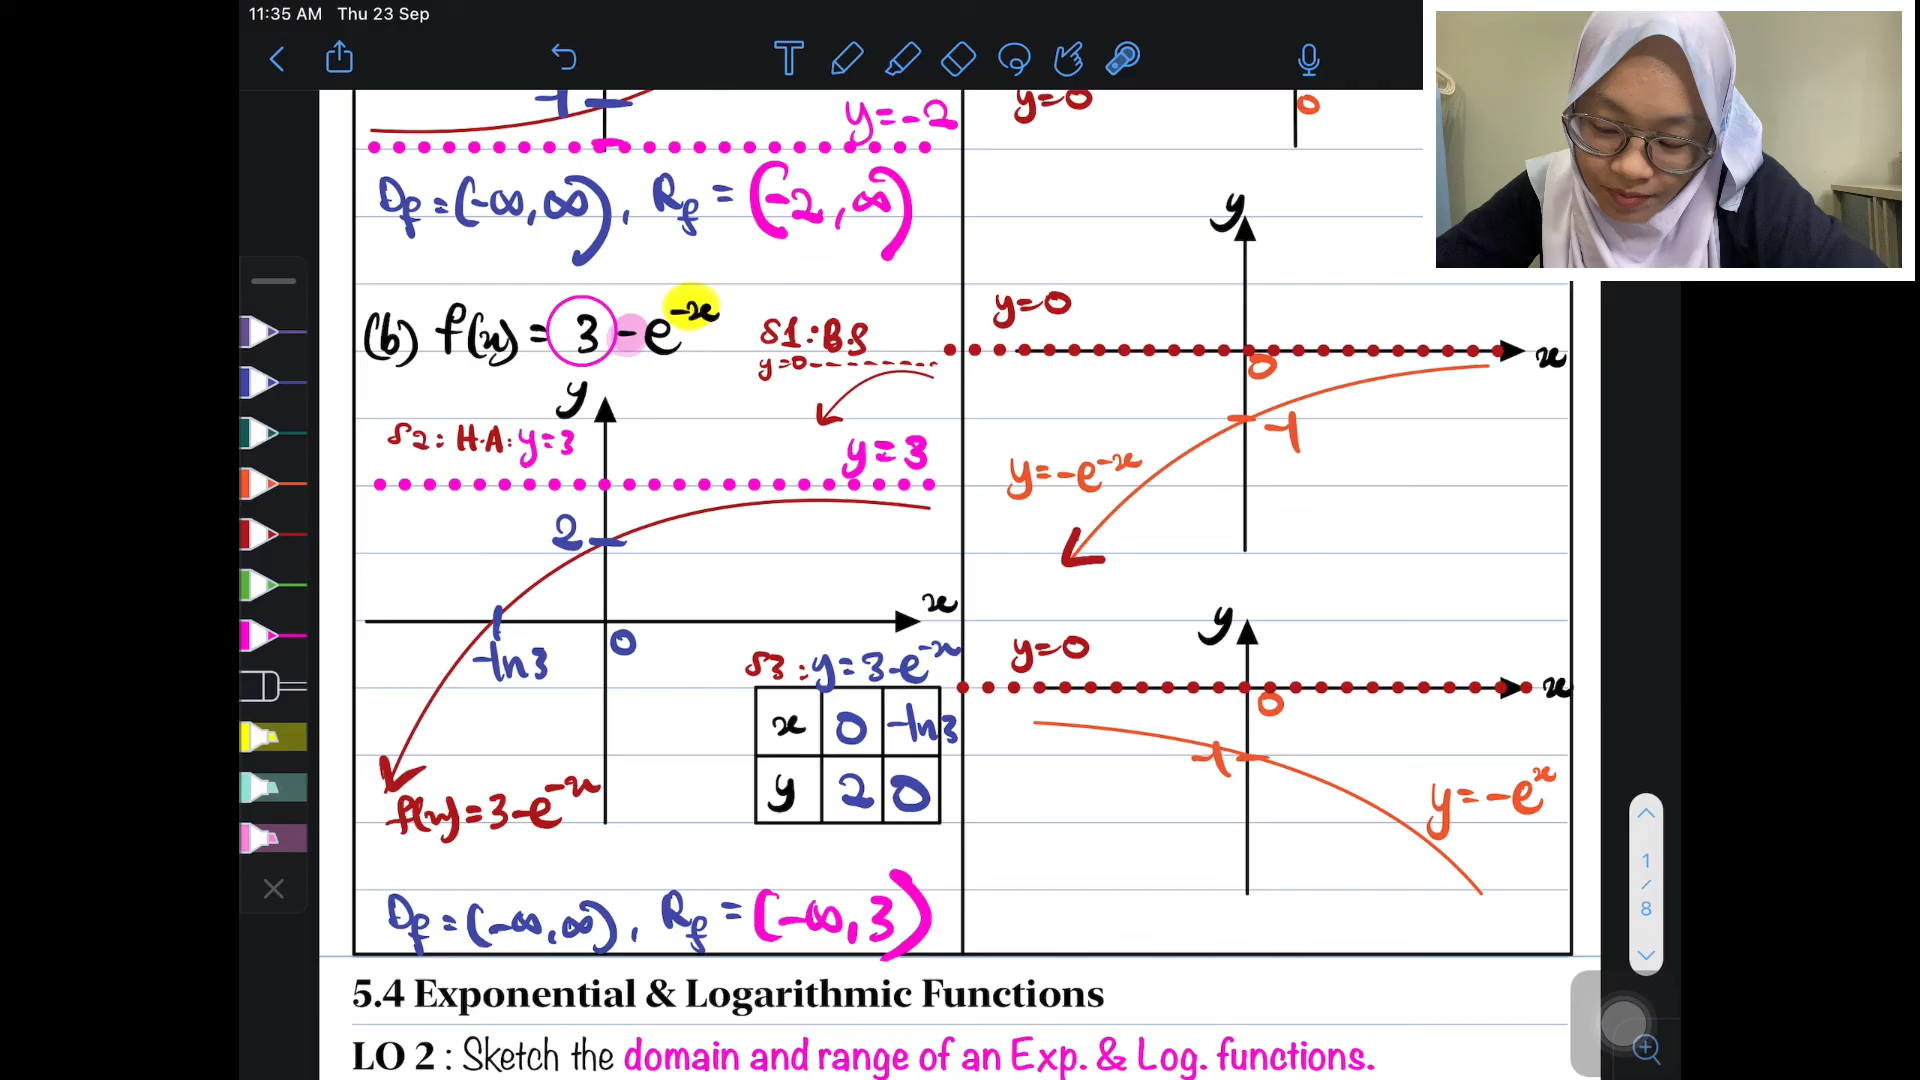 11:35 AM Thu 23 Sep
-1
y=-2
Df=(-∞,∞), Rf=(-2,∞)
(b) f(x)=3-e^-x
S1: B.S
y=0
y
S2: H.A: y=3
y=3
2
x
-ln3
0
S3: y=3-e^-x
x 0 -ln3
y 2 0
f(x)=3-e^-x
Df=(-∞,∞), Rf=(-∞,3)
y=0
0
y
y=0
x
0
-1
y=-e^-x
y
y=0
x
0
-1
y=-e^x
5.4 Exponential & Logarithmic Functions
LO 2 : Sketch the domain and range of an Exp. & Log. functions.
1
/
8